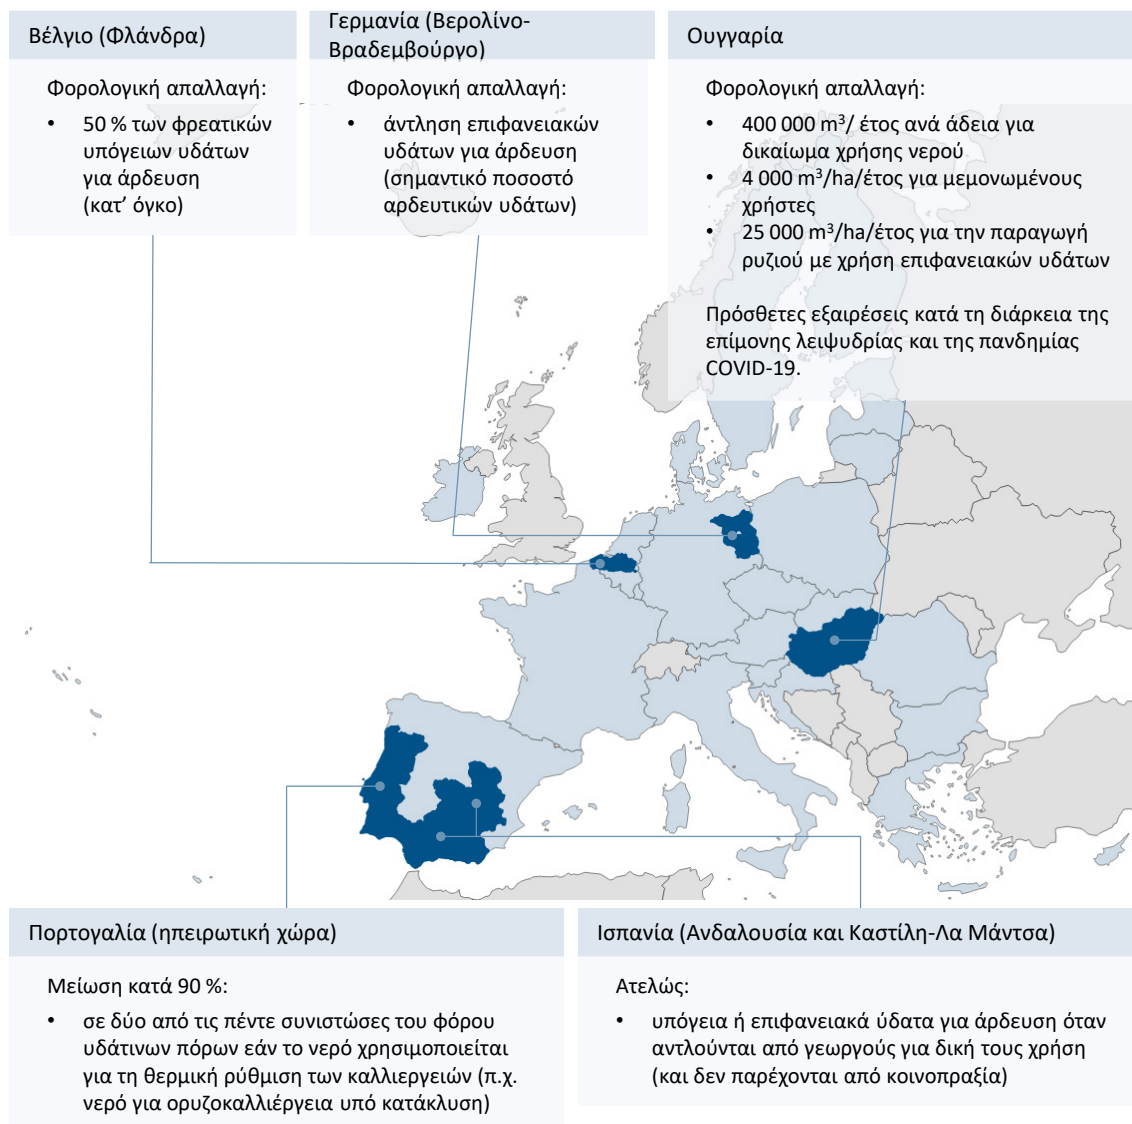 Βέλγιο (Φλάνδρα)
Φορολογική απαλλαγή:
• 50 % των φρεατικών
υπόγειων υδάτων
για άρδευση
(κατ’ όγκο)
Γερμανία (Βερολίνο-
Βραδεμβούργο)
Φορολογική απαλλαγή:
• άντληση επιφανειακών
υδάτων για άρδευση
(σημαντικό ποσοστό
αρδευτικών υδάτων)
Ουγγαρία
Φορολογική απαλλαγή:
• 400 000 m³/ έτος ανά άδεια για
δικαίωμα χρήσης νερού
• 4 000 m³/ha/έτος για μεμονωμένους
χρήστες
• 25 000 m³/ha/έτος για την παραγωγή
ρυζιού με χρήση επιφανειακών υδάτων
Πρόσθετες εξαιρέσεις κατά τη διάρκεια της
επίμονης λειψυδρίας και της πανδημίας
COVID-19.
Πορτογαλία (ηπειρωτική χώρα)
Μείωση κατά 90 %:
• σε δύο από τις πέντε συνιστώσες του φόρου
υδάτινων πόρων εάν το νερό χρησιμοποιείται
για τη θερμική ρύθμιση των καλλιεργειών (π.χ.
νερό για ορυζοκαλλιέργεια υπό κατάκλυση)
Ισπανία (Ανδαλουσία και Καστίλη-Λα Μάντσα)
Ατελώς:
• υπόγεια ή επιφανειακά ύδατα για άρδευση όταν
αντλούνται από γεωργούς για δική τους χρήση
(και δεν παρέχονται από κοινοπραξία)